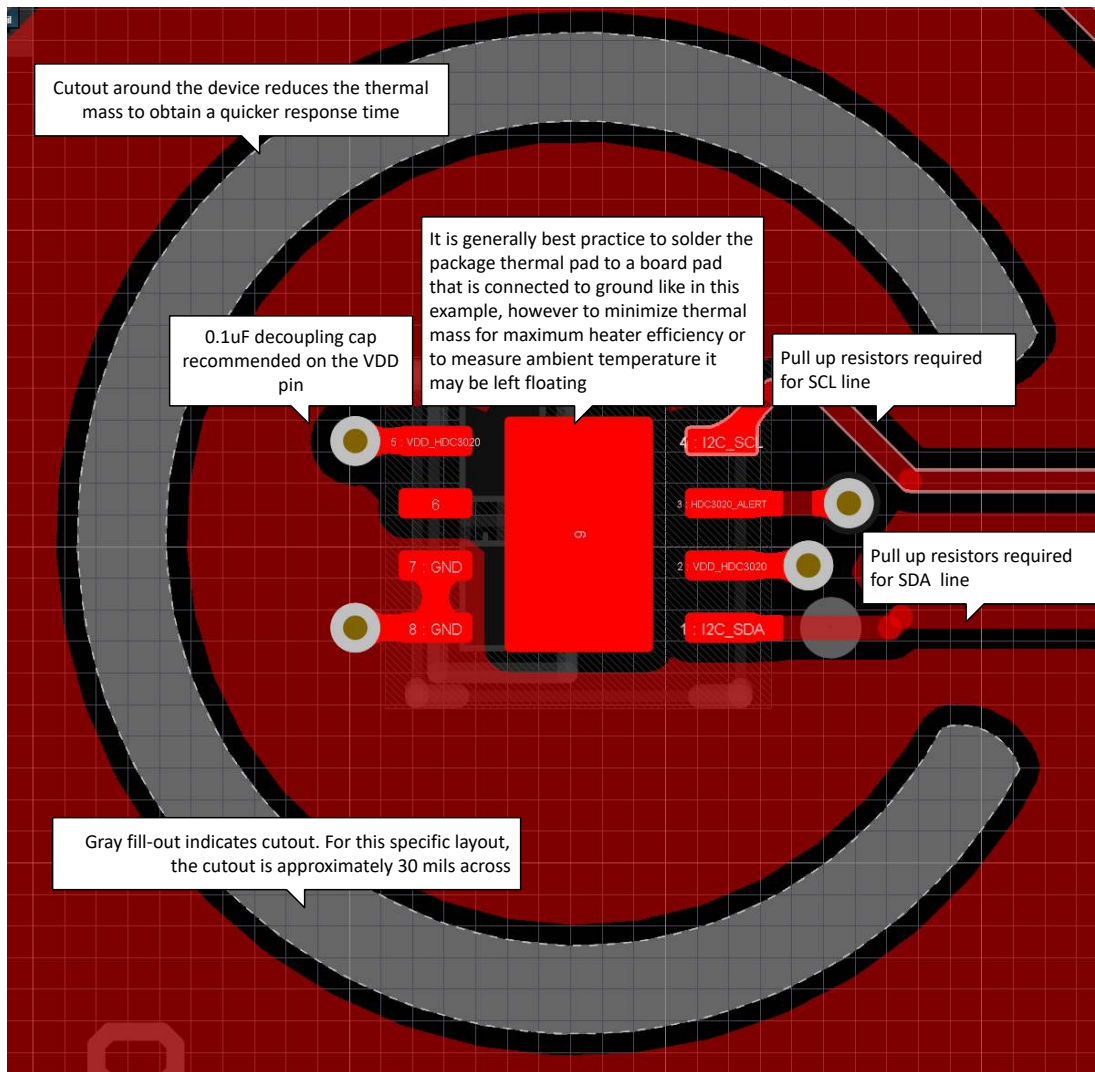 Cutout around the device reduces the thermal
mass to obtain a quicker response time
It is generally best practice to solder the
package thermal pad to a board pad
that is connected to ground like in this
example, however to minimize thermal
mass for maximum heater efficiency or
to measure ambient temperature it
may be left floating
0.1uF decoupling cap
recommended on the VDD
pin
Pull up resistors required
for SCL line
5 : VDD_HDC3020
4 : I2C_SCL
6
3 : HDC3020_ALERT
9
7 : GND
2 : VDD_HDC3020
Pull up resistors required
for SDA  line
8 : GND
1 : I2C_SDA
Gray fill-out indicates cutout. For this specific layout,
the cutout is approximately 30 mils across